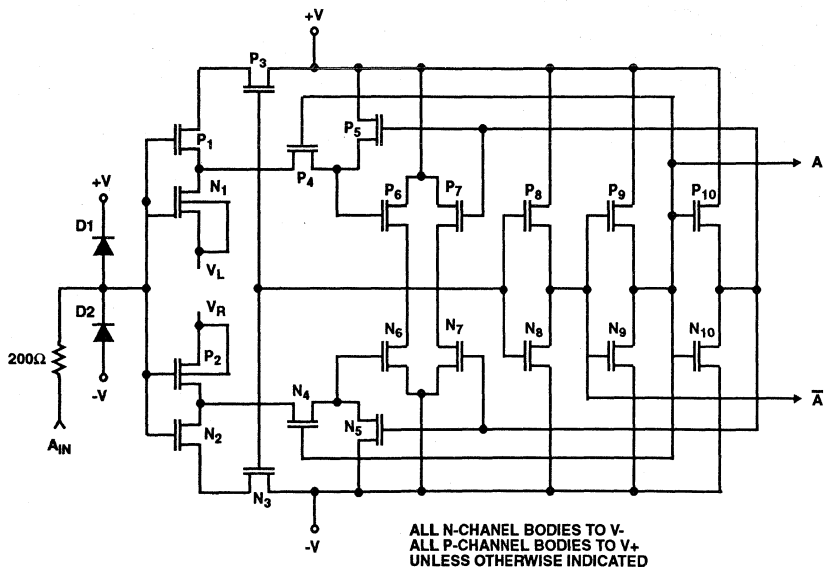 +V
P3
P1
P5
P4
A
+V
N1
P6
P7
P8
P9
P10
D1
VL
D2
VR
200Ω
P2
N6
N7
N8
N9
N10
-V
N4
A̅
AIN
N2
N5
N3
-V
ALL N-CHANEL BODIES TO V-
ALL P-CHANNEL BODIES TO V+
UNLESS OTHERWISE INDICATED